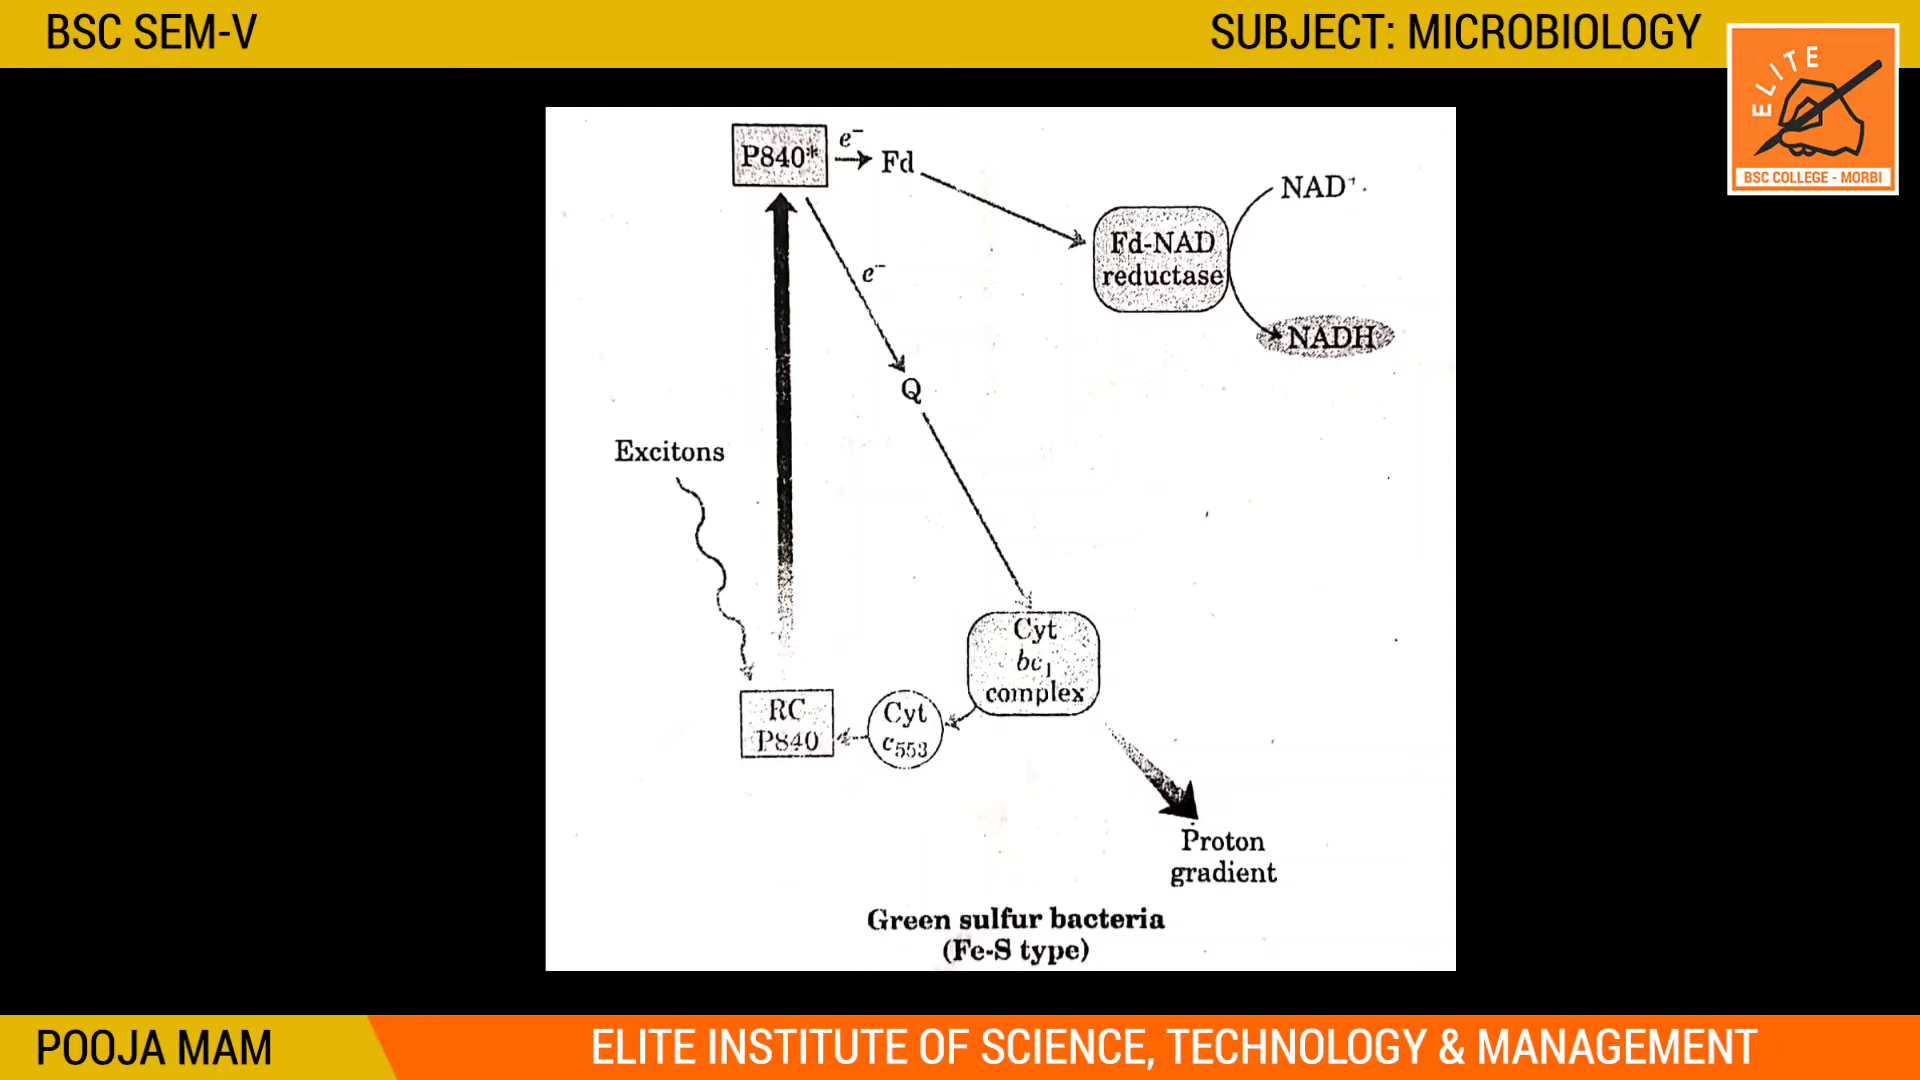 BSC SEM-V
SUBJECT: MICROBIOLOGY
ELITE
BSC COLLEGE - MORBI
P840*
e⁻
Fd
NAD⁺
Fd-NAD
reductase
e⁻
NADH
Q
Excitons
Cyt
bc₁
complex
RC
P840
Cyt
c₅₅₃
Proton
gradient
Green sulfur bacteria
(Fe-S type)
POOJA MAM
ELITE INSTITUTE OF SCIENCE, TECHNOLOGY & MANAGEMENT